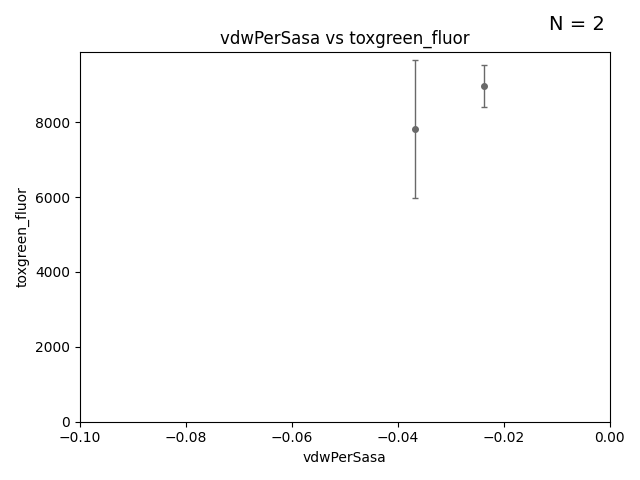 N = 2
vdwPerSasa vs toxgreen_fluor
toxgreen_fluor
8000
6000
4000
2000
0
−0.10 −0.08 −0.06 −0.04 −0.02 0.00
vdwPerSasa